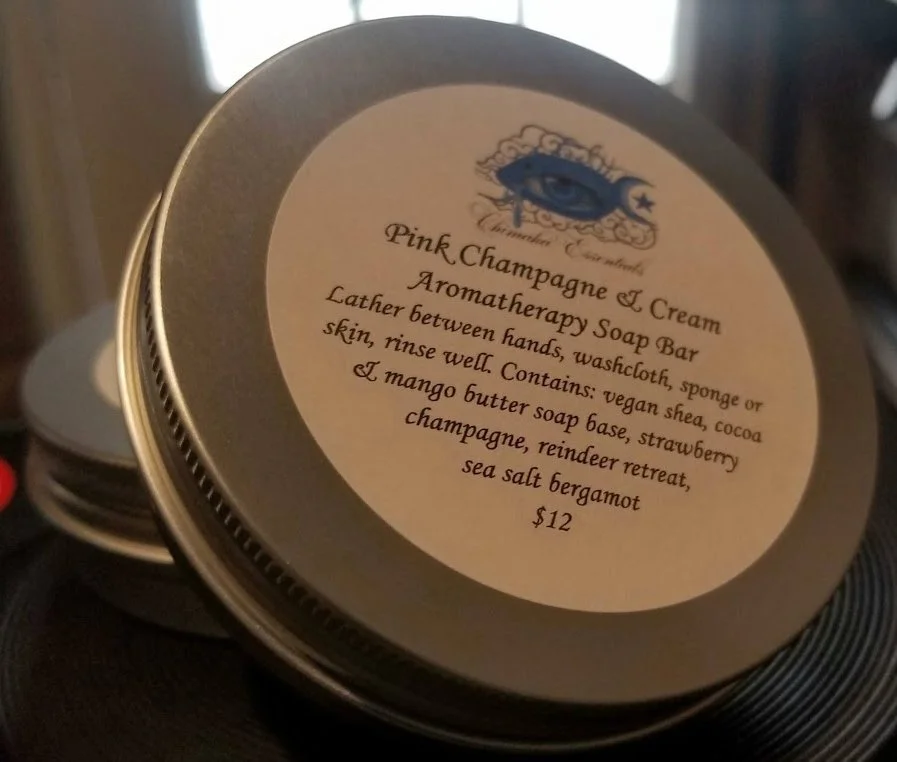 Essentials
Pink Champagne & Cream
Aromatherapy Soap Bar
Lather between hands, washcloth, sponge or
skin, rinse well. Contains: vegan shea, cocoa
& mango butter soap base, strawberry
champagne, reindeer retreat,
sea salt bergamot
$12